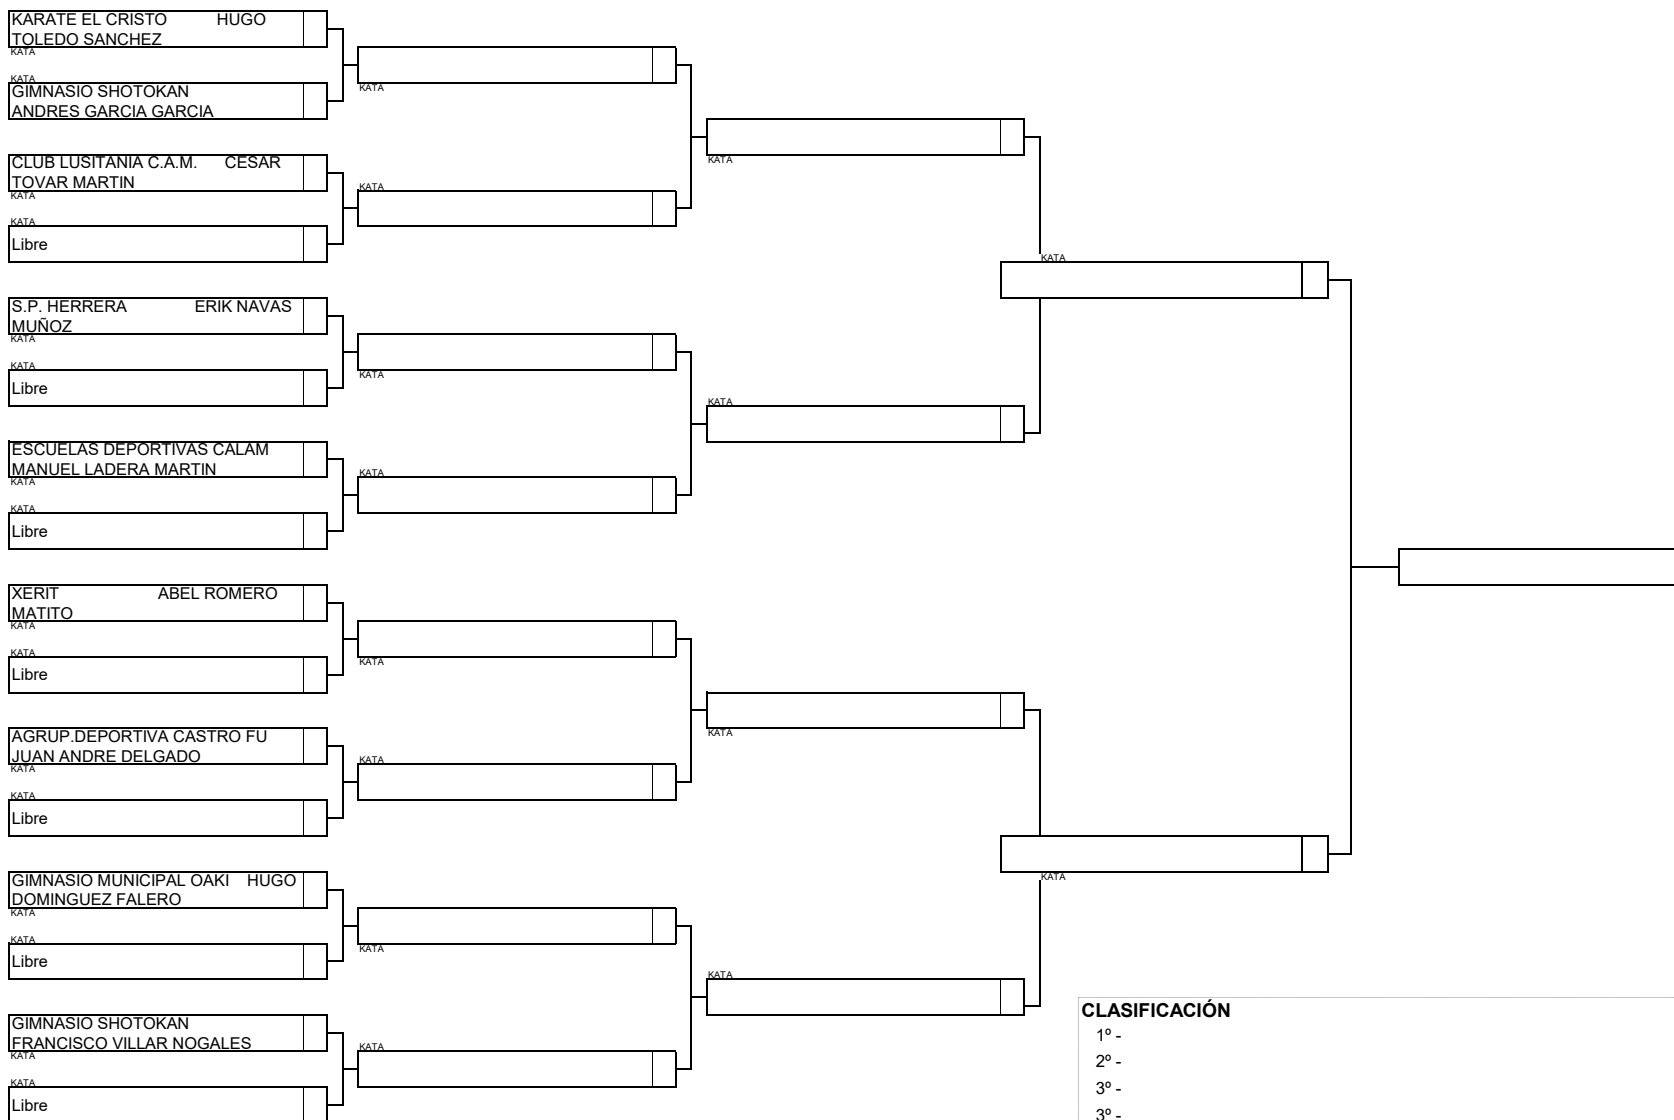 KARATE EL CRISTO HUGO
TOLEDO SANCHEZ
KATA
KATA
GIMNASIO SHOTOKAN
ANDRES GARCIA GARCIA
CLUB LUSITANIA C.A.M. CESAR
TOVAR MARTIN
KATA
KATA
Libre
S.P. HERRERA ERIK NAVAS
MUÑOZ
KATA
KATA
Libre
ESCUELAS DEPORTIVAS CALAM
MANUEL LADERA MARTIN
KATA
KATA
Libre
XERIT ABEL ROMERO
MATITO
KATA
KATA
Libre
AGRUP.DEPORTIVA CASTRO FU
JUAN ANDRE DELGADO
KATA
KATA
Libre
GIMNASIO MUNICIPAL OAKI HUGO
DOMINGUEZ FALERO
KATA
KATA
Libre
GIMNASIO SHOTOKAN
FRANCISCO VILLAR NOGALES
KATA
KATA
Libre
KATA
KATA
KATA
KATA
KATA
KATA
KATA
KATA
KATA
KATA
KATA
KATA
KATA
KATA
CLASIFICACIÓN
1º -
2º -
3º -
3º -